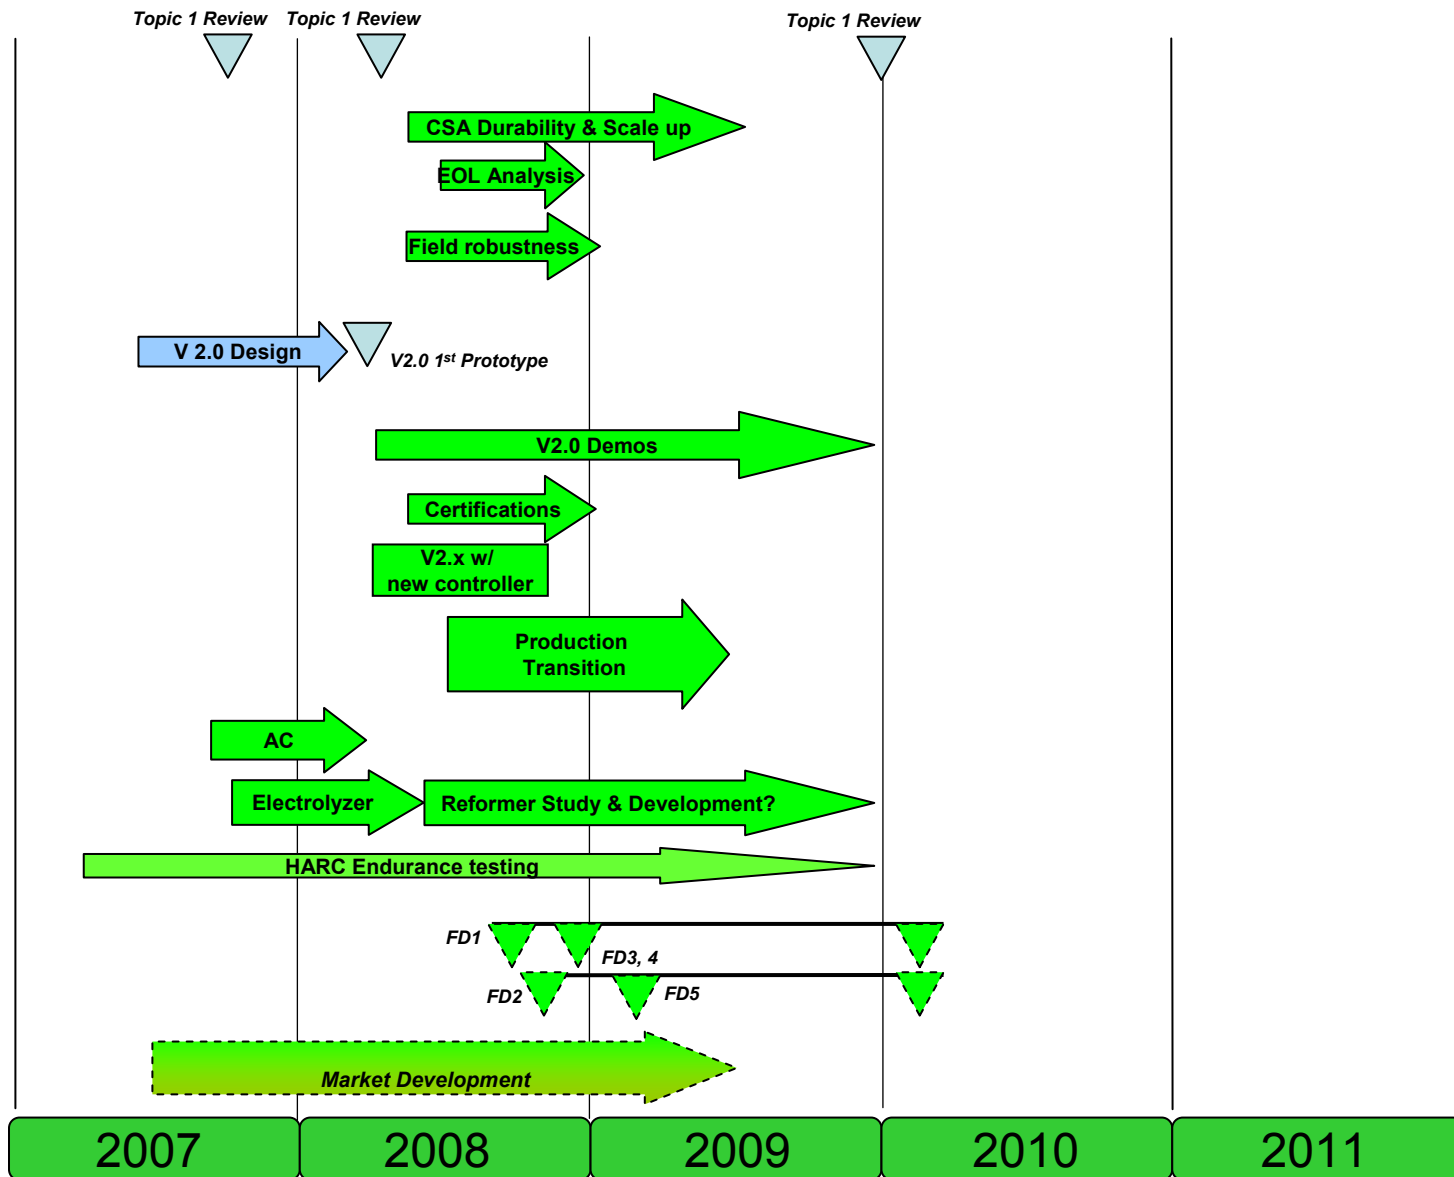 Topic 1 Review
Topic 1 Review
Topic 1 Review
CSA Durability & Scale up
EOL Analysis
Field robustness
V 2.0 Design
V2.0 1st Prototype
V2.0 Demos
Certifications
V2.x w/
new controller
Production
Transition
AC
Electrolyzer
Reformer Study & Development?
HARC Endurance testing
FD1
FD3, 4
FD2
FD5
Market Development
2007
2008
2009
2010
2011